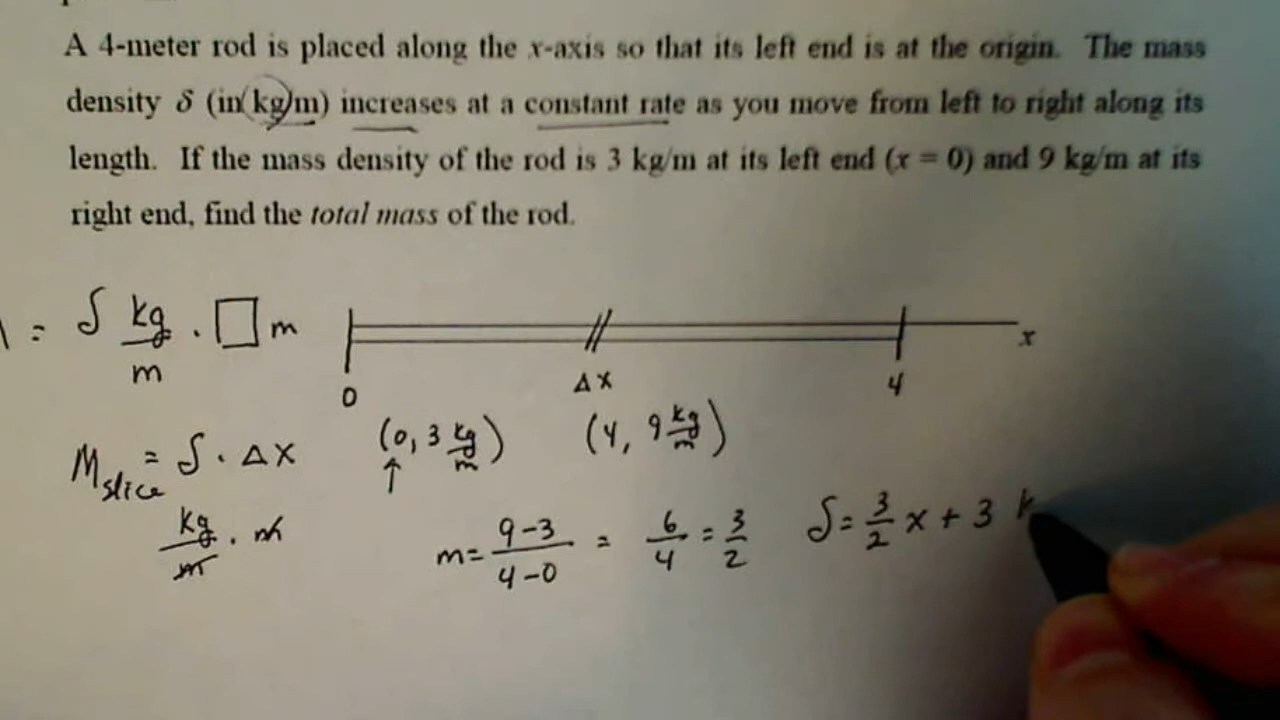 A 4-meter rod is placed along the x-axis so that its left end is at the origin. The mass
density δ (in kg/m) increases at a constant rate as you move from left to right along its
length. If the mass density of the rod is 3 kg/m at its left end (x = 0) and 9 kg/m at its
right end, find the total mass of the rod.
= δ kg/m · □ m
x
0
Δx
4
(0, 3 kg/m) (4, 9 kg/m)
M slice = δ · Δx
kg/m · m
m = 9-3/4-0 = 6/4 = 3/2
δ = 3/2 x + 3 k